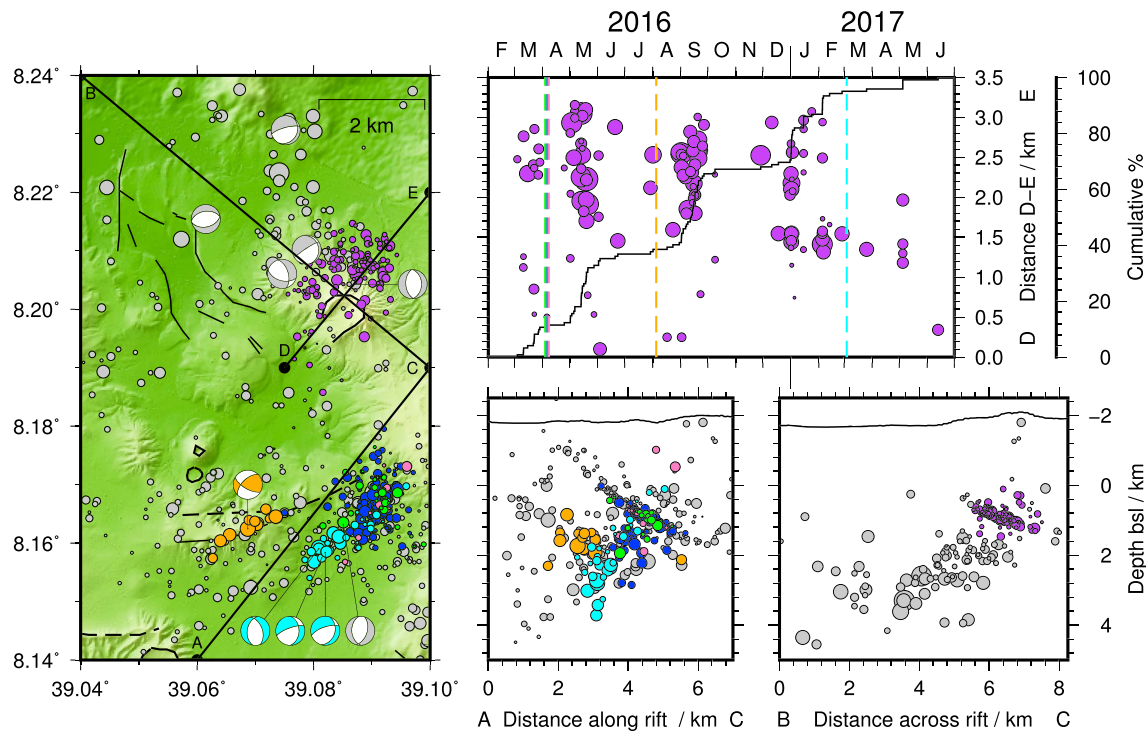 2016 2017
F M A M J J A S O N D J F M A M J
8.24°
8.22°
8.20°
8.18°
8.16°
8.14°
39.04° 39.06° 39.08° 39.10°
B
2 km
E
D
C
A
3.5
3.0
2.5
2.0
1.5
1.0
0.5
0.0
D Distance D–E / km E
100
80
60
40
20
0
Cumulative %
0 2 4 6
A Distance along rift / km C
0 2 4 6 8
B Distance across rift / km C
−2
0
2
4
Depth bsl / km